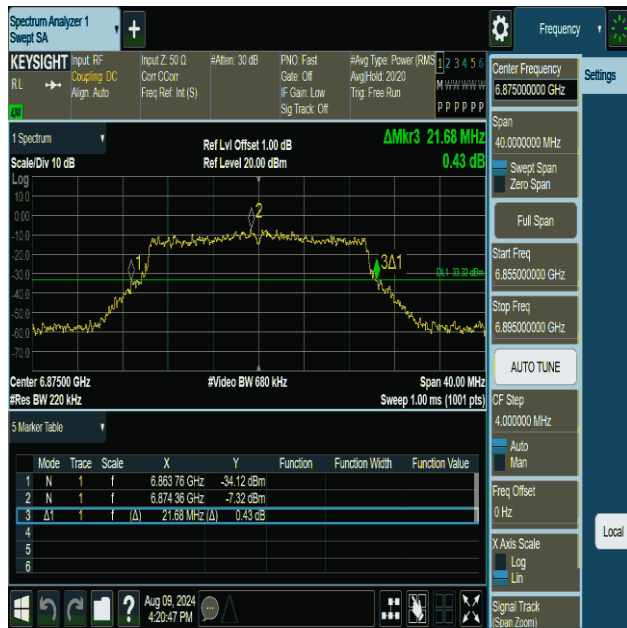 Spectrum Analyzer 1
Swept SA
+
Frequency
KEYSIGHT
RL
Input: RF
Coupling: DC
Align: Auto
Input Z: 50 Ω
Corr CCorr
Freq Ref: Int (S)
#Atten: 30 dB
PNO: Fast
Gate: Off
IF Gain: Low
Sig Track: Off
#Avg Type: Power (RMS
Avg|Hold: 20/20
Trig: Free Run
1 2 3 4 5 6
M W W W W W
P P P P P P
1 Spectrum
Scale/Div 10 dB
Ref Lvl Offset 1.00 dB
Ref Level 20.00 dBm
ΔMkr3 21.68 MHz
0.43 dB
Log
10.0
0.00
-10.0
-20.0
-30.0
-40.0
-50.0
-60.0
-70.0
1
2
3Δ1
DL1 -33.32 dBm
Center 6.87500 GHz
#Res BW 220 kHz
#Video BW 680 kHz
Span 40.00 MHz
Sweep 1.00 ms (1001 pts)
5 Marker Table
Mode Trace Scale X Y Function Function Width Function Value
1 N 1 f 6.863 76 GHz -34.12 dBm
2 N 1 f 6.874 36 GHz -7.32 dBm
3 Δ1 1 f (Δ) 21.68 MHz (Δ) 0.43 dB
4
5
6
?
Aug 09, 2024
4:20:47 PM
Center Frequency
6.875000000 GHz
Settings
Span
40.0000000 MHz
Swept Span
Zero Span
Full Span
Start Freq
6.855000000 GHz
Stop Freq
6.895000000 GHz
AUTO TUNE
CF Step
4.000000 MHz
Auto
Man
Freq Offset
0 Hz
Local
X Axis Scale
Log
Lin
Signal Track
(Span Zoom)